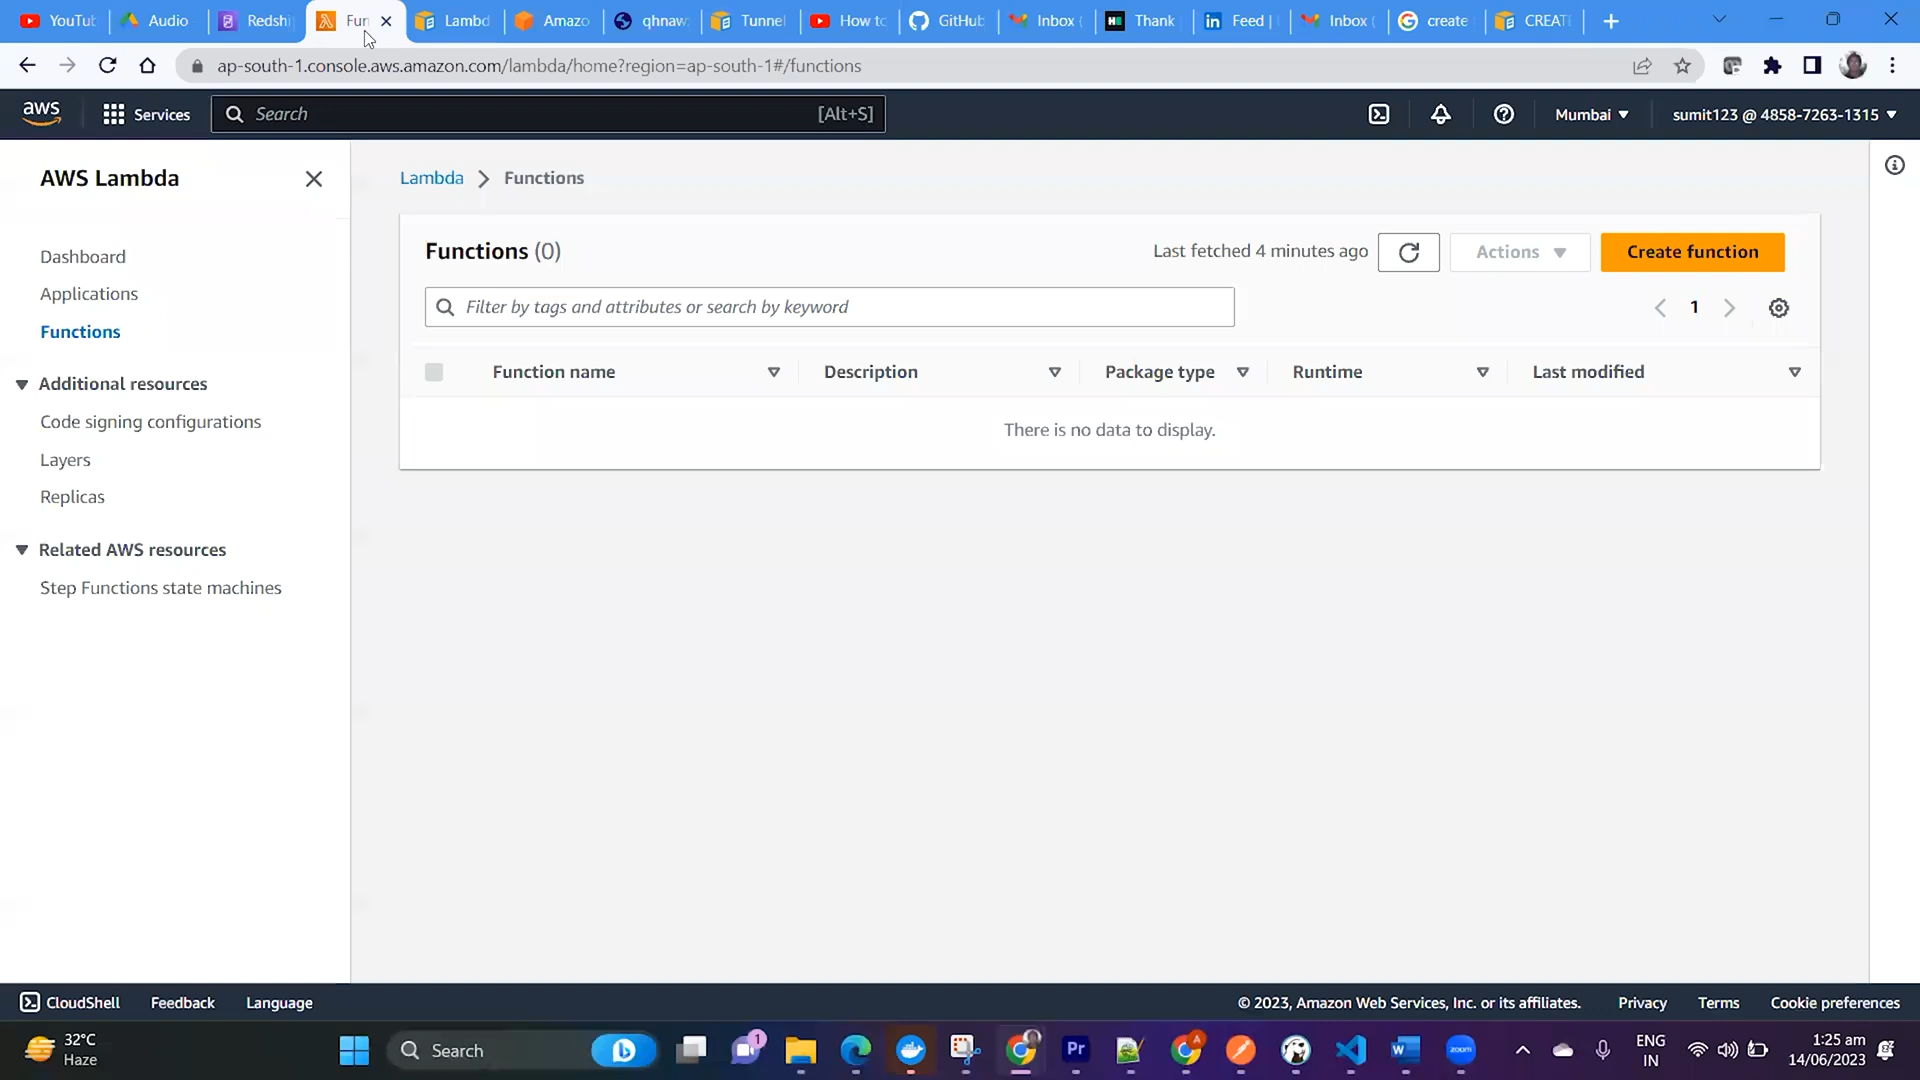 YouTub
Audio
Redshi
Fun
Lambd
Amazo
qhnaw
Tunnel
How to
GitHub
Inbox (
Thank
Feed |
Inbox (
create
CREATE
ap-south-1.console.aws.amazon.com/lambda/home?region=ap-south-1#/functions
aws
Services
Search
[Alt+S]
Mumbai
sumit123 @ 4858-7263-1315
AWS Lambda
Dashboard
Applications
Functions
Additional resources
Code signing configurations
Layers
Replicas
Related AWS resources
Step Functions state machines
Lambda > Functions
Functions (0)
Last fetched 4 minutes ago
Actions
Create function
Filter by tags and attributes or search by keyword
1
Function name
Description
Package type
Runtime
Last modified
There is no data to display.
CloudShell
Feedback
Language
© 2023, Amazon Web Services, Inc. or its affiliates.
Privacy
Terms
Cookie preferences
32°C
Haze
Search
1
Pr
A
W
zoom
ENG
IN
1:25 am
14/06/2023